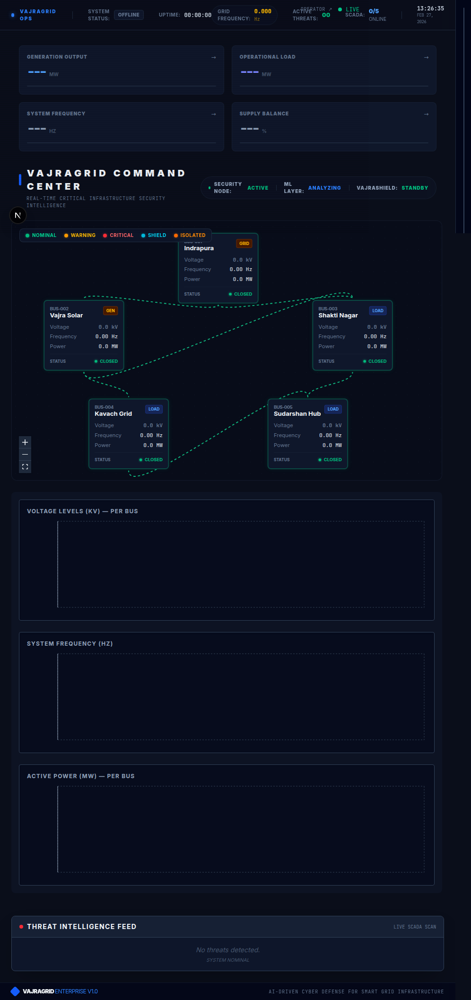 VAJRAGRID
OPS
SYSTEM
STATUS:
OFFLINE
UPTIME: 00:00:00
GRID
FREQUENCY:
0.000
Hz
ACTIVE
THREATS:
00
OPERATOR ↗
LIVE
SCADA:
0/5
ONLINE
13:26:35
FEB 27,
2026
GENERATION OUTPUT →
--- MW
OPERATIONAL LOAD →
--- MW
SYSTEM FREQUENCY →
--- HZ
SUPPLY BALANCE →
--- %
VAJRAGRID COMMAND
CENTER
REAL-TIME CRITICAL INFRASTRUCTURE SECURITY
INTELLIGENCE
SECURITY
NODE:
ACTIVE
ML
LAYER:
ANALYZING
VAJRASHIELD: STANDBY
N
NOMINAL WARNING CRITICAL SHIELD ISOLATED
Indrapura GRID
Voltage 0.0 kV
Frequency 0.00 Hz
Power 0.0 MW
STATUS CLOSED
BUS-002
Vajra Solar GEN
Voltage 0.0 kV
Frequency 0.00 Hz
Power 0.0 MW
STATUS CLOSED
BUS-003
Shakti Nagar LOAD
Voltage 0.0 kV
Frequency 0.00 Hz
Power 0.0 MW
STATUS CLOSED
BUS-004
Kavach Grid LOAD
Voltage 0.0 kV
Frequency 0.00 Hz
Power 0.0 MW
STATUS CLOSED
BUS-005
Sudarshan Hub LOAD
Voltage 0.0 kV
Frequency 0.00 Hz
Power 0.0 MW
STATUS CLOSED
VOLTAGE LEVELS (KV) — PER BUS
SYSTEM FREQUENCY (HZ)
ACTIVE POWER (MW) — PER BUS
THREAT INTELLIGENCE FEED
LIVE SCADA SCAN
No threats detected.
SYSTEM NOMINAL
VAJRAGRID ENTERPRISE V1.0
AI-DRIVEN CYBER DEFENSE FOR SMART GRID INFRASTRUCTURE